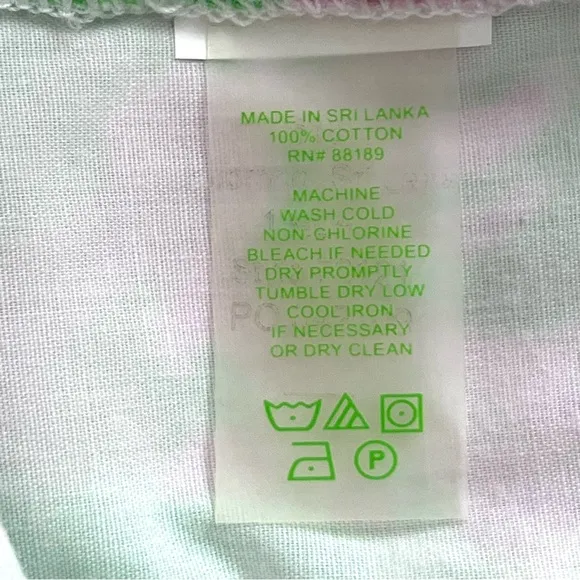 MADE IN SRI LANKA
100% COTTON
RN# 88189
MACHINE
WASH COLD
NON-CHLORINE
BLEACH IF NEEDED
DRY PROMPTLY
TUMBLE DRY LOW
COOL IRON
IF NECESSARY
OR DRY CLEAN
P